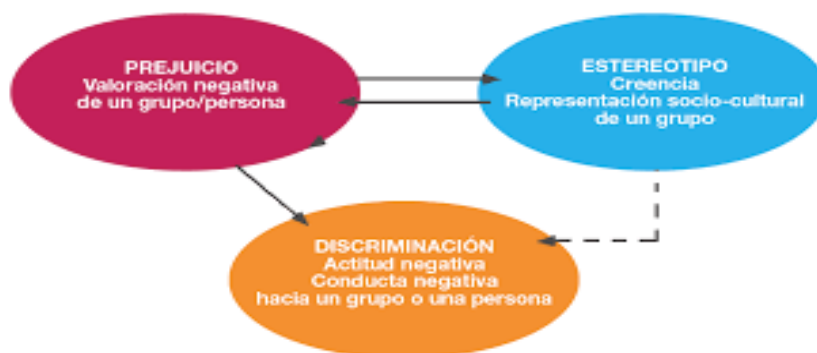 PREJUICIO
Valoración negativa
de un grupo/persona
ESTEREOTIPO
Creencia
Representación socio-cultural
de un grupo
DISCRIMINACIÓN
Actitud negativa
Conducta negativa
hacia un grupo o una persona